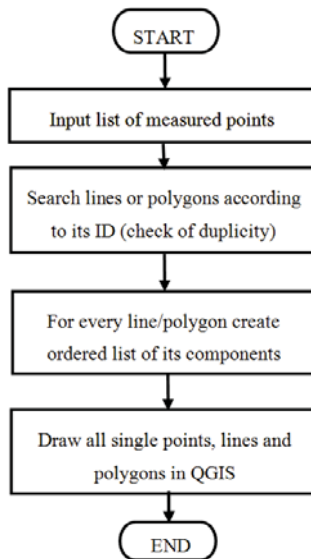 START
Input list of measured points
Search lines or polygons according
to its ID (check of duplicity)
For every line/polygon create
ordered list of its components
Draw all single points, lines and
polygons in QGIS
END